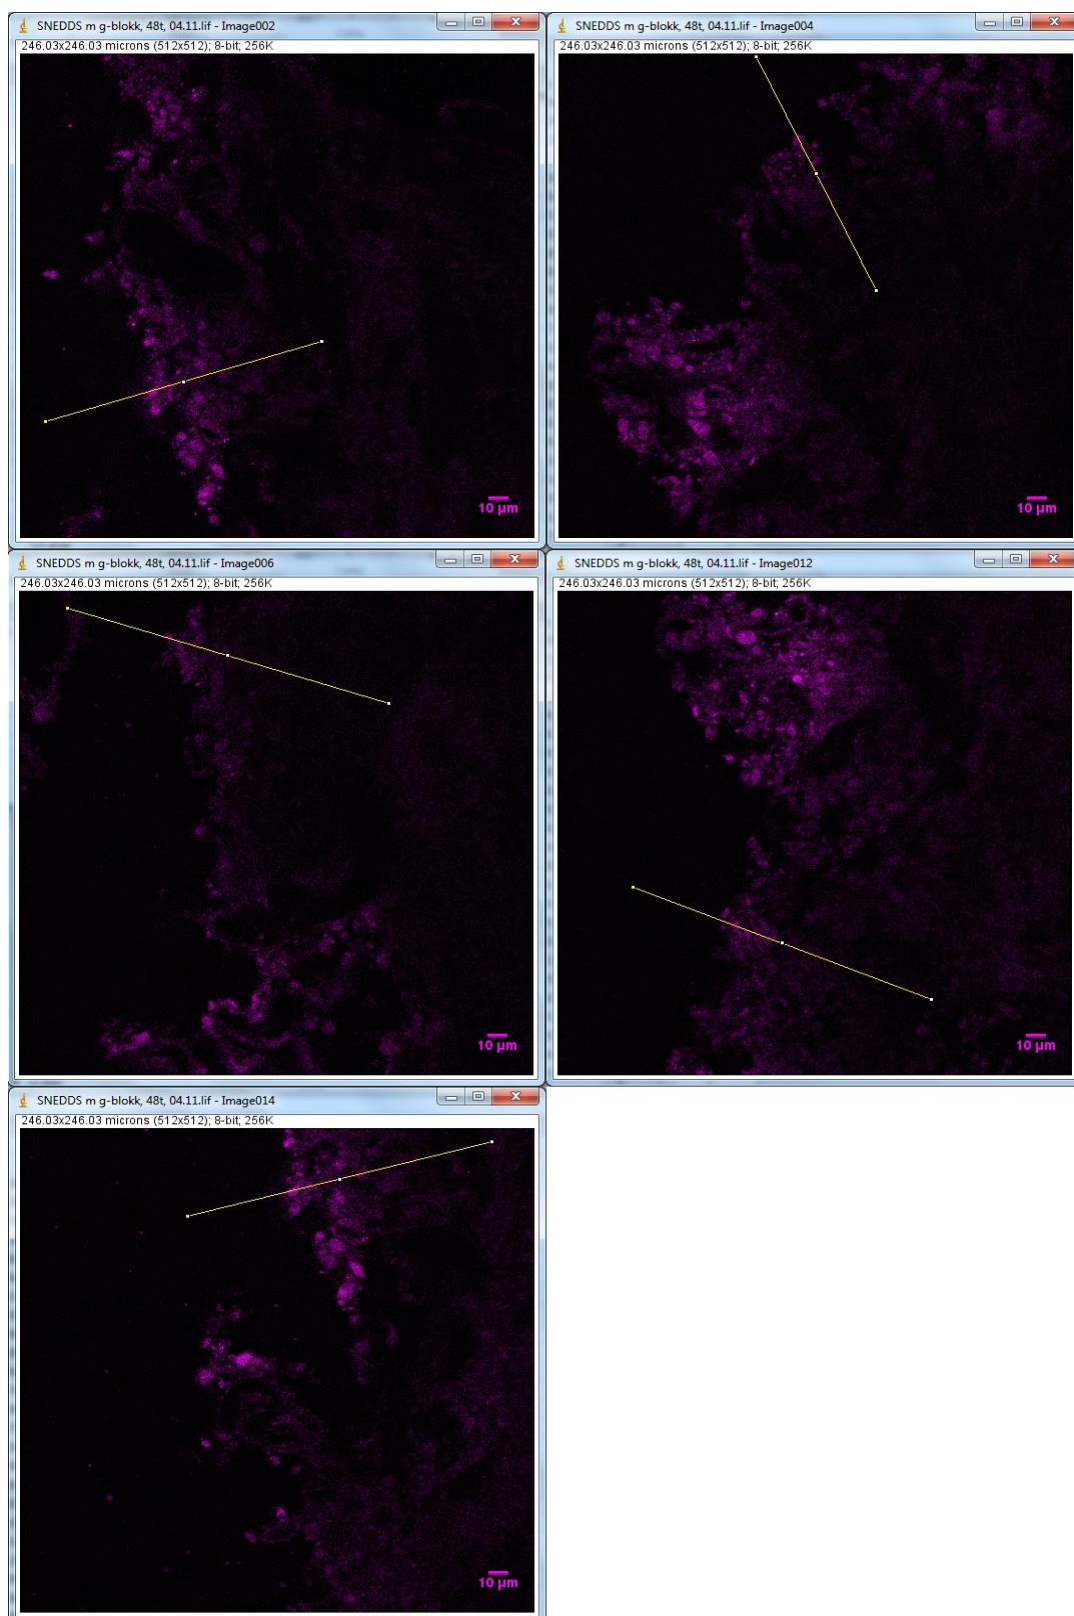 SNEDDS m g-blokk, 48t, 04.11.lif - Image002
246.03x246.03 microns (512x512); 8-bit; 256K
10 µm
SNEDDS m g-blokk, 48t, 04.11.lif - Image004
246.03x246.03 microns (512x512); 8-bit; 256K
10 µm
SNEDDS m g-blokk, 48t, 04.11.lif - Image006
246.03x246.03 microns (512x512); 8-bit; 256K
10 µm
SNEDDS m g-blokk, 48t, 04.11.lif - Image012
246.03x246.03 microns (512x512); 8-bit; 256K
10 µm
SNEDDS m g-blokk, 48t, 04.11.lif - Image014
246.03x246.03 microns (512x512); 8-bit; 256K
10 µm